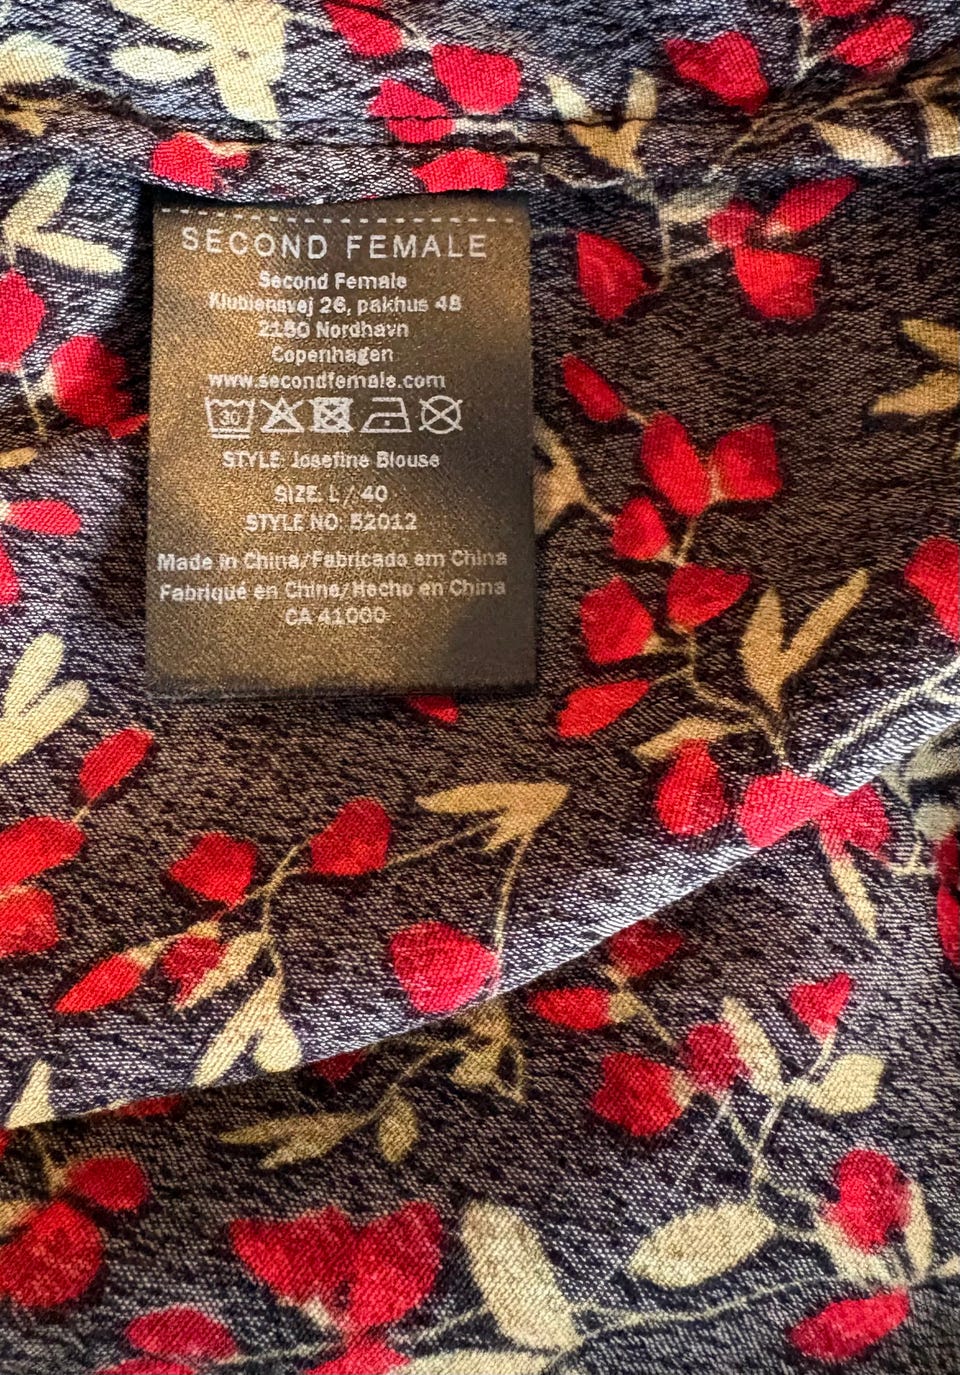 SECOND FEMALE
Second Female
Klubiensvej 26, pakhus 48
2150 Nordhavn
Copenhagen
www.secondfemale.com
30
STYLE: Josefine Blouse
SIZE: L / 40
STYLE NO: 52012
Made in China/Fabricado em China
Fabriqué en Chine/Hecho en China
CA 41000